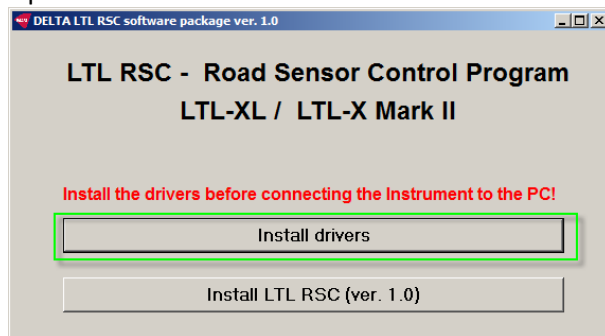 DELTA LTL RSC software package ver. 1.0
LTL RSC - Road Sensor Control Program
LTL-XL / LTL-X Mark II
Install the drivers before connecting the Instrument to the PC!
Install drivers
Install LTL RSC (ver. 1.0)